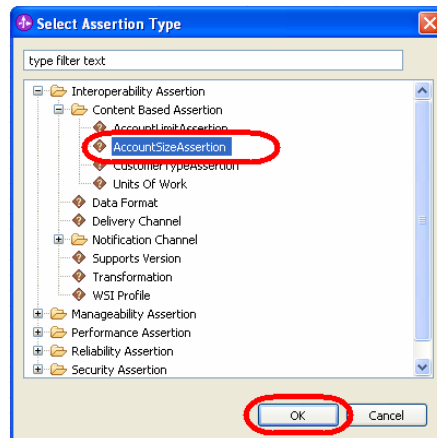 Select Assertion Type
type filter text
Interoperability Assertion
Content Based Assertion
AccountLimitAssertion
AccountSizeAssertion
CustomerTypeAssertion
Units Of Work
Data Format
Delivery Channel
Notification Channel
Supports Version
Transformation
WSI Profile
Manageability Assertion
Performance Assertion
Reliability Assertion
Security Assertion
OK Cancel